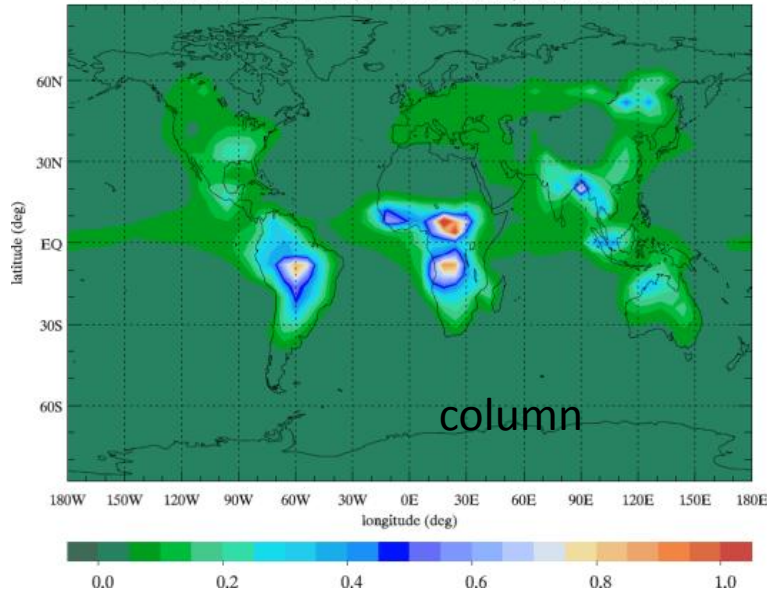 60N
30N
EQ
30S
60S
latitude (deg)
column
180W 150W 120W 90W 60W 30W 0E 30E 60E 90E 120E 150E 180E
longitude (deg)
0.0 0.2 0.4 0.6 0.8 1.0